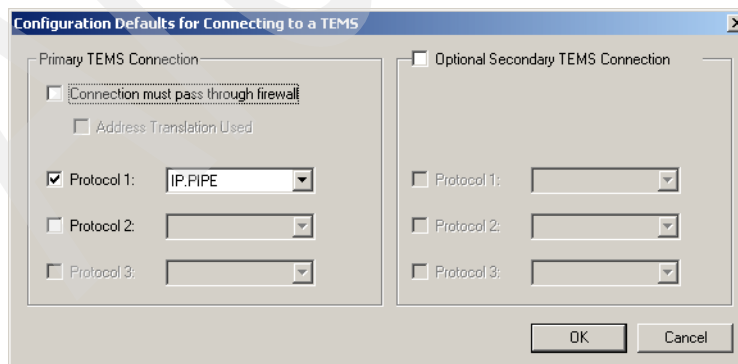 Configuration Defaults for Connecting to a TEMS
Primary TEMS Connection
Connection must pass through firewall
Address Translation Used
Protocol 1: IP.PIPE
Protocol 2:
Protocol 3:
Optional Secondary TEMS Connection
Protocol 1:
Protocol 2:
Protocol 3:
OK Cancel